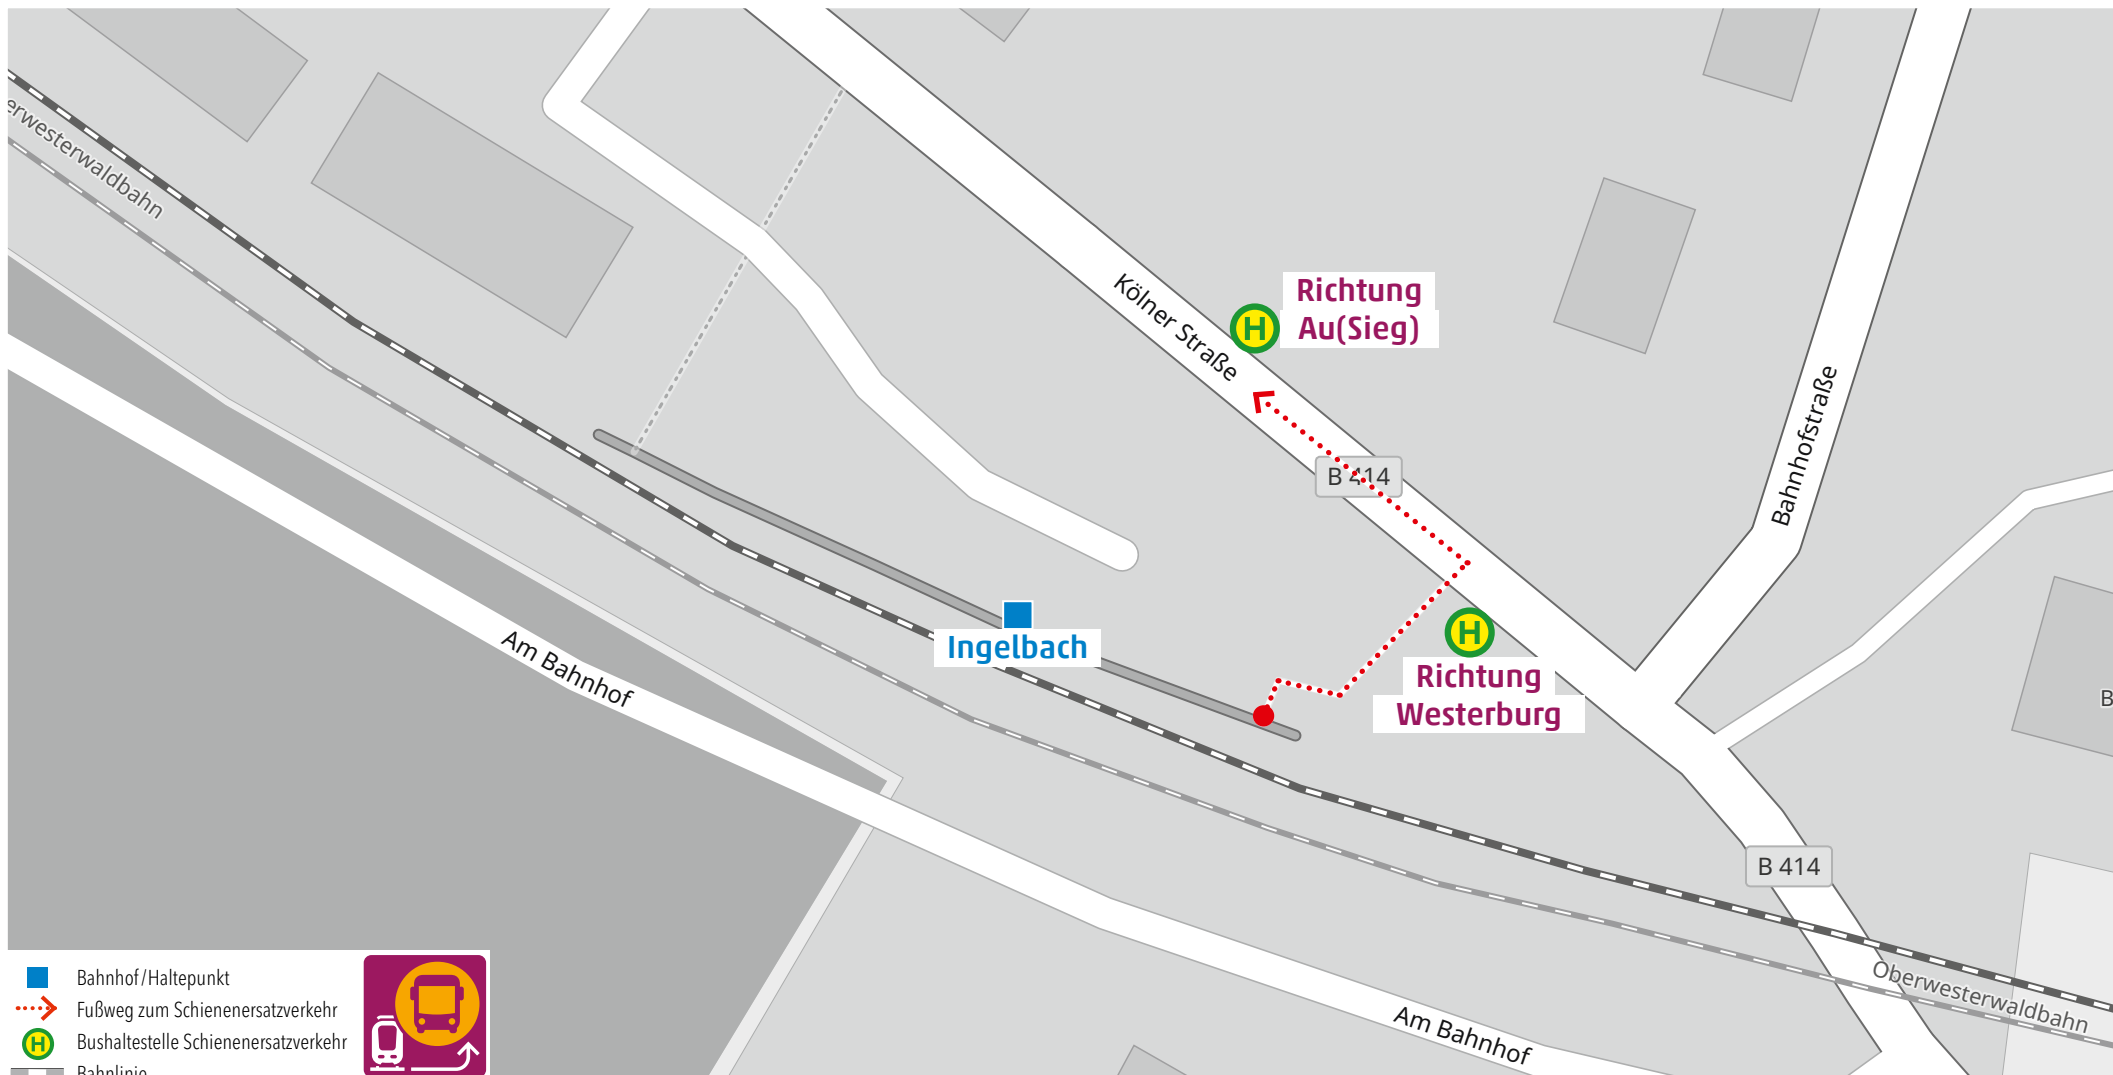 erwesterwaldbahn
Kölner Straße
H
Richtung
Au(Sieg)
Bahnhofstraße
B 414
Ingelbach
H
Richtung
Westerburg
Am Bahnhof
B
B 414
Oberwesterwaldbahn
Am Bahnhof
Bahnhof/Haltepunkt
Fußweg zum Schienenersatzverkehr
H
Bushaltestelle Schienenersatzverkehr
Bahnlinie